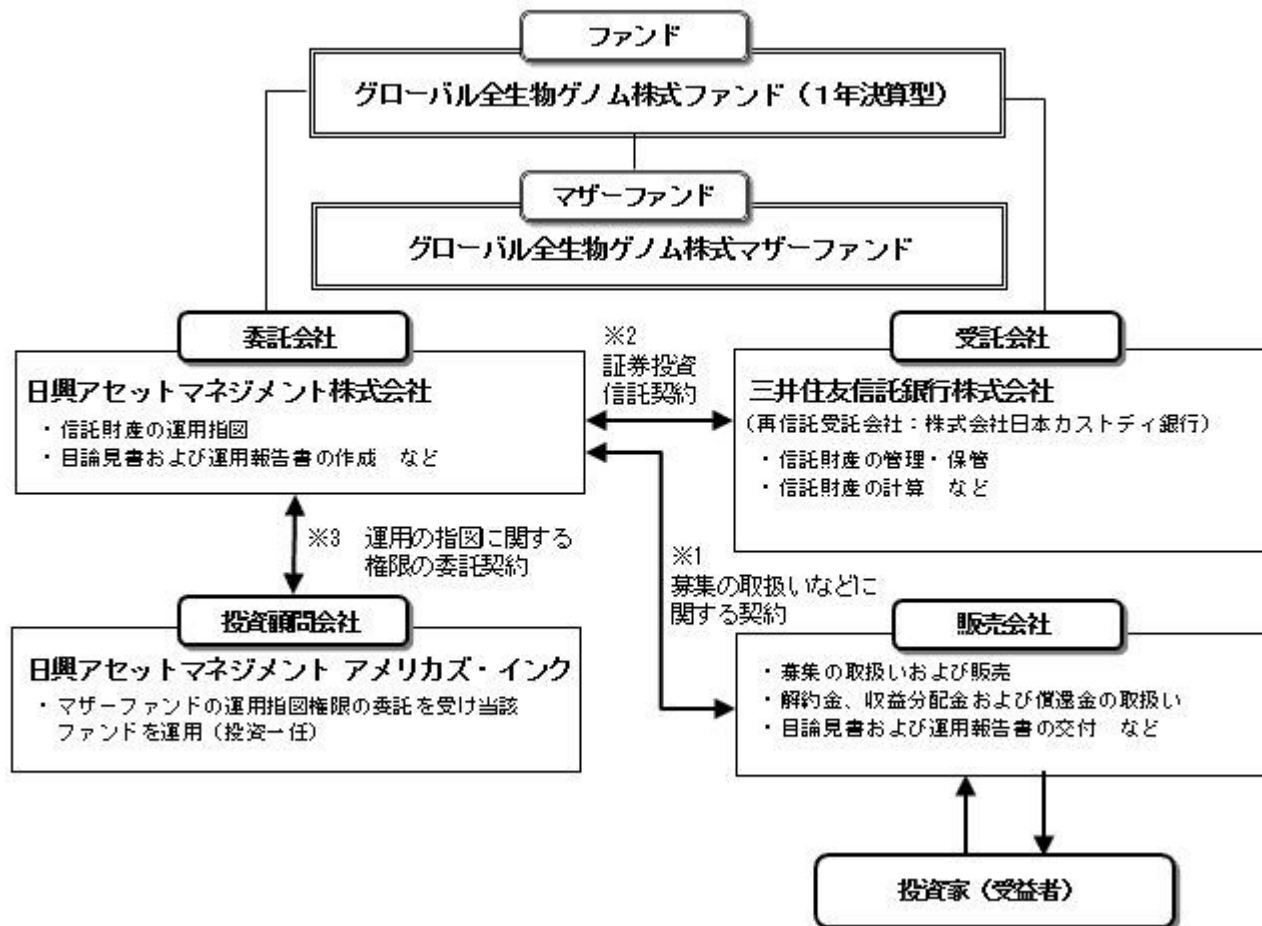 ファンド
グローバル全生物ゲノム株式ファンド（１年決算型）
マザーファンド
グローバル全生物ゲノム株式マザーファンド
委託会社
日興アセットマネジメント株式会社
・信託財産の運用指図
・目論見書および運用報告書の作成　など
※2
証券投資
信託契約
受託会社
三井住友信託銀行株式会社
（再信託受託会社：株式会社日本カストディ銀行）
・信託財産の管理・保管
・信託財産の計算　など
※3　運用の指図に関する
権限の委託契約
※1
募集の取扱いなどに
関する契約
投資顧問会社
日興アセットマネジメント アメリカズ・インク
・マザーファンドの運用指図権限の委託を受け当該
ファンドを運用（投資一任）
販売会社
・募集の取扱いおよび販売
・解約金、収益分配金および償還金の取扱い
・目論見書および運用報告書の交付　など
投資家（受益者）